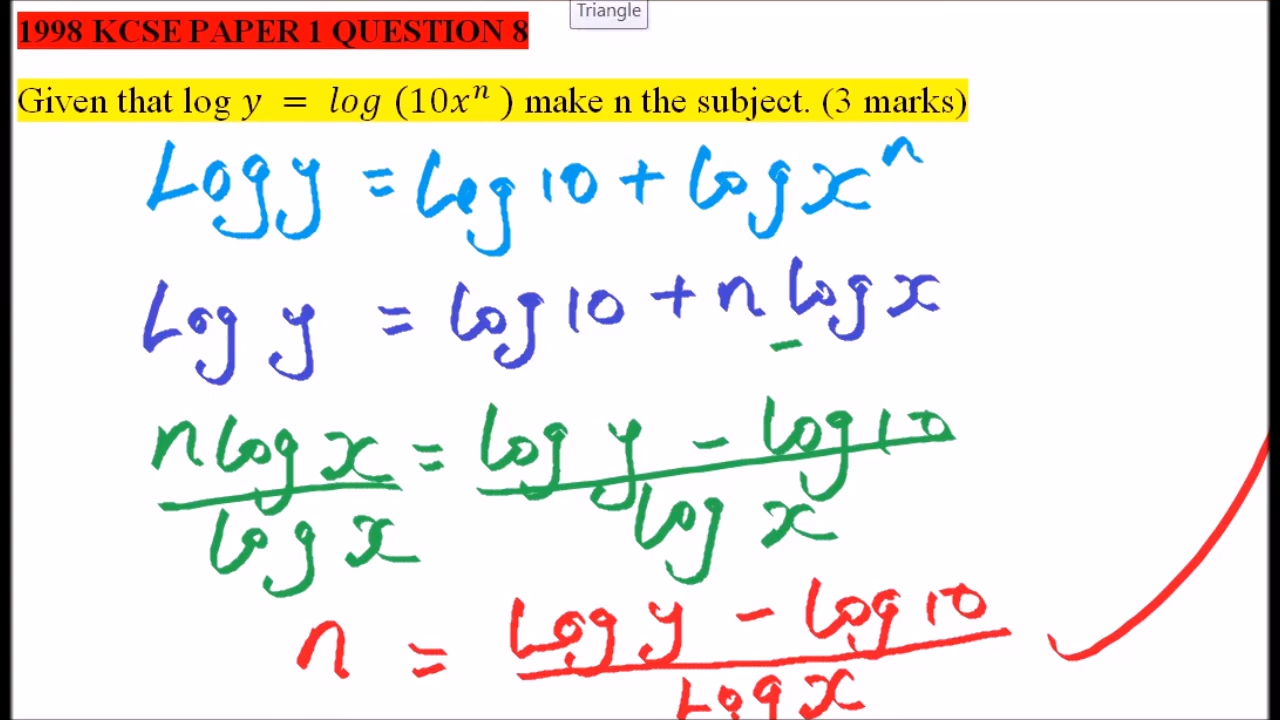 Triangle
1998 KCSE PAPER 1 QUESTION 8
Given that log y = log (10xⁿ ) make n the subject. (3 marks)
Log y = log 10 + log xⁿ
Log y = log 10 + n log x
n log x = log y - log 10
log x log x
n = log y - log 10
Log x